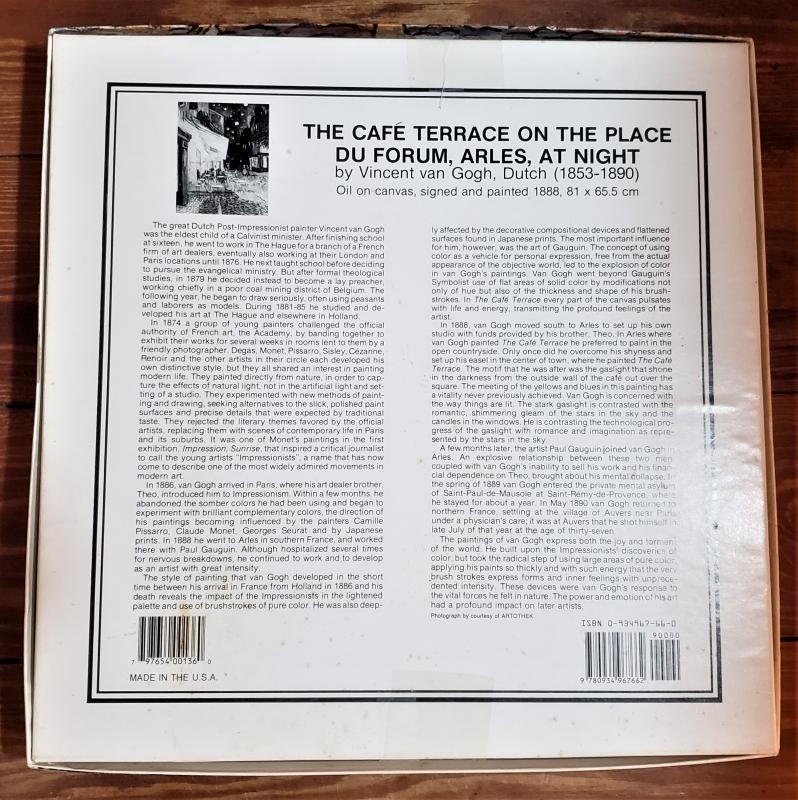 THE CAFÉ TERRACE ON THE PLACE
DU FORUM, ARLES, AT NIGHT
by Vincent van Gogh, Dutch (1853-1890)
Oil on canvas, signed and painted 1888, 81 x 65.5 cm
The great Dutch Post-Impressionist painter Vincent van Gogh
was the eldest child of a Calvinist minister. After finishing school
at sixteen, he went to work in The Hague for a branch of a French
firm of art dealers, eventually also working at their London and
Paris locations until 1876. He next taught school before deciding
to pursue the evangelical ministry. But after formal theological
studies, in 1879 he decided instead to become a lay preacher,
working chiefly in a poor coal mining district of Belgium. The
following year, he began to draw seriously, often using peasants
and laborers as models. During 1881-85 he studied and de-
veloped his art at The Hague and elsewhere in Holland.
In 1874 a group of young painters challenged the official
authority of French art, the Academy, by banding together to
exhibit their works for several weeks in rooms lent to them by a
friendly photographer. Degas, Monet, Pissarro, Sisley, Cézanne,
Renoir and the other artists in their circle each developed his
own distinctive style, but they all shared an interest in painting
modern life. They painted directly from nature, in order to cap-
ture the effects of natural light, not in the artificial light and set-
ting of a studio. They experimented with new methods of paint-
ing and drawing, seeking alternatives to the slick, polished paint
surfaces and precise details that were expected by traditional
taste. They rejected the literary themes favored by the official
artists, replacing them with scenes of contemporary life in Paris
and its suburbs. It was one of Monet's paintings in the first
exhibition, Impression, Sunrise, that inspired a critical journalist
to call the young artists "Impressionists", a name that has now
come to describe one of the most widely admired movements in
modern art.
In 1886, van Gogh arrived in Paris, where his art dealer brother,
Theo, introduced him to Impressionism. Within a few months, he
abandoned the somber colors he had been using and began to
experiment with brilliant complementary colors, the direction of
his paintings becoming influenced by the painters Camille
Pissarro, Claude Monet, Georges Seurat and by Japanese
prints. In 1888 he went to Arles in southern France, and worked
there with Paul Gauguin. Although hospitalized several times
for nervous breakdowns, he continued to work and to develop
as an artist with great intensity.
The style of painting that van Gogh developed in the short
time between his arrival in France from Holland in 1886 and his
death reveals the impact of the Impressionists in the lightened
palette and use of brushstrokes of pure color. He was also deep-
ly affected by the decorative compositional devices and flattened
surfaces found in Japanese prints. The most important influence
for him, however, was the art of Gauguin. The concept of using
color as a vehicle for personal expression, free from the actual
appearance of the objective world, led to the explosion of color
in van Gogh's paintings. Van Gogh went beyond Gauguin's
Symbolist use of flat areas of solid color by modifications not
only of hue but also of the thickness and shape of his brush-
strokes. In The Café Terrace every part of the canvas pulsates
with life and energy, transmitting the profound feelings of the
artist.
In 1888, van Gogh moved south to Arles to set up his own
studio with funds provided by his brother, Theo. In Arles where
van Gogh painted The Café Terrace he preferred to paint in the
open countryside. Only once did he overcome his shyness and
set up his easel in the center of town, where he painted The Café
Terrace. The motif that he was after was the gaslight that shone
in the darkness from the outside wall of the café out over the
square. The meeting of the yellows and blues in this painting has
a vitality never previously achieved. Van Gogh is concerned with
the way things are lit. The stark gaslight is contrasted with the
romantic, shimmering gleam of the stars in the sky and the
candles in the windows. He is contrasting the technological pro-
gress of the gaslight with romance and imagination as repre-
sented by the stars in the sky.
A few months later, the artist Paul Gauguin joined van Gogh in
Arles. An explosive relationship between these two men
coupled with van Gogh's inability to sell his work and his finan-
cial dependence on Theo, brought about his mental collapse. In
the spring of 1889 van Gogh entered the private mental asylum
of Saint-Paul-de-Mausole at Saint-Rémy-de-Provence, where
he stayed for about a year. In May 1890 van Gogh returned to
northern France, settling at the village of Auvers near Paris
under a physician's care; it was at Auvers that he shot himself in
late July of that year at the age of thirty-seven.
The paintings of van Gogh express both the joy and torment
of the world. He built upon the Impressionists' discoveries of
color, but took the radical step of using large areas of pure color,
applying his paints so thickly and with such energy that the very
brush strokes express forms and inner feelings with unprece-
dented intensity. These devices were van Gogh's response to
the vital forces he felt in nature. The power and emotion of his art
had a profound impact on later artists.
Photograph by courtesy of ARTOTHEK
ISBN 0-934967-66-0
90000
7 97654 00136 0
9 780934 967662
MADE IN THE U.S.A.